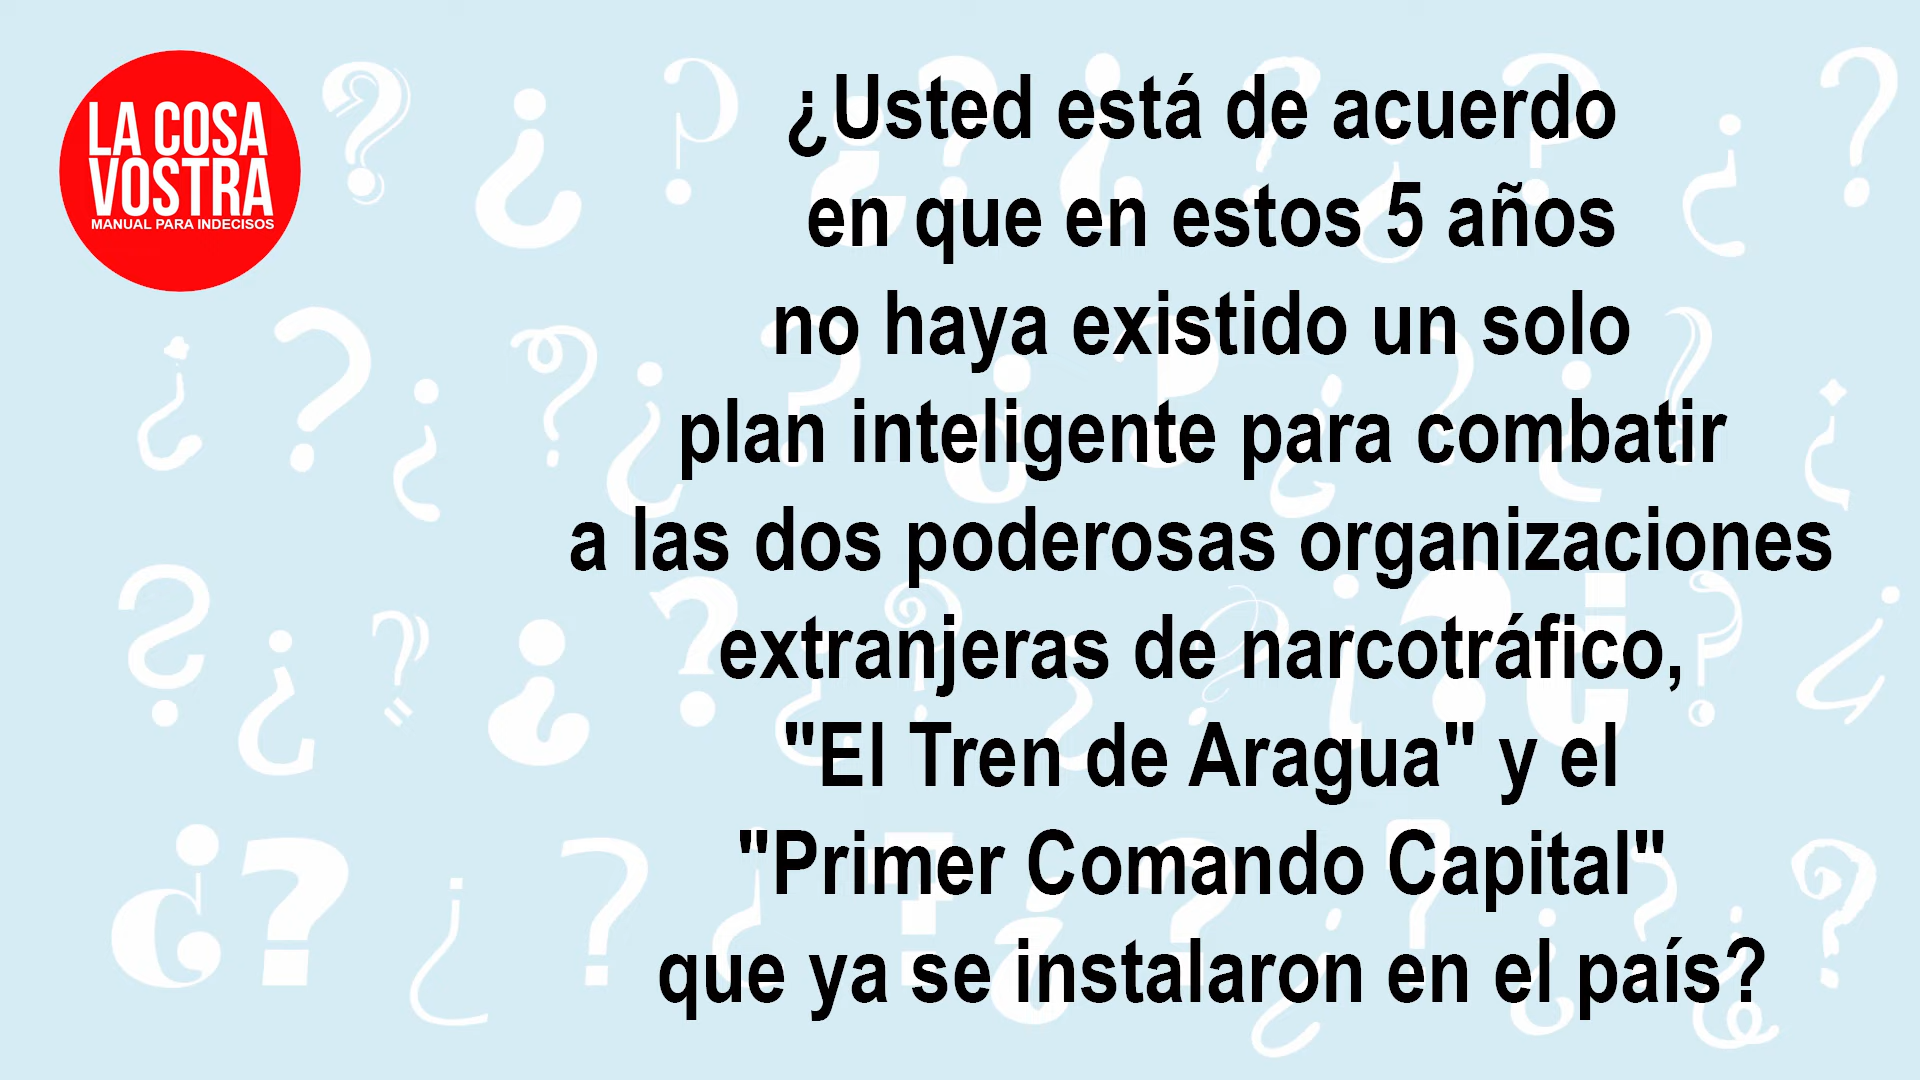 LA COSA
VOSTRA
MANUAL PARA INDECISOS
¿Usted está de acuerdo
en que en estos 5 años
no haya existido un solo
plan inteligente para combatir
a las dos poderosas organizaciones
extranjeras de narcotráfico,
"El Tren de Aragua" y el
"Primer Comando Capital"
que ya se instalaron en el país?